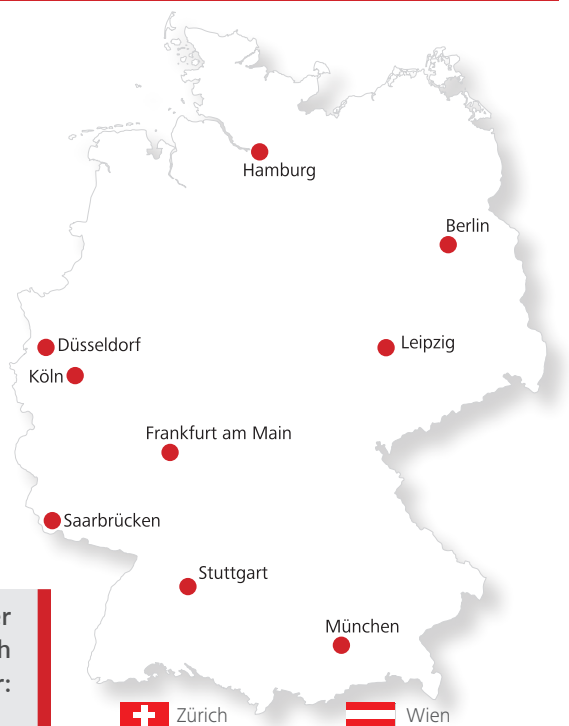 Hamburg
Berlin
Düsseldorf
Leipzig
Köln
Frankfurt am Main
Saarbrücken
Stuttgart
München
r
h
r:
Zürich
Wien